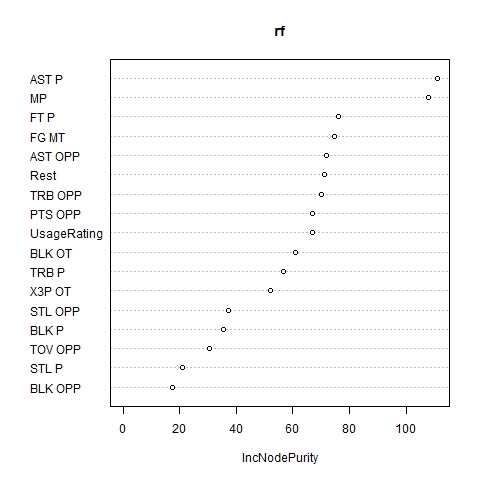 rf
AST P
MP
FT P
FG MT
AST OPP
Rest
TRB OPP
PTS OPP
UsageRating
BLK OT
TRB P
X3P OT
STL OPP
BLK P
TOV OPP
STL P
BLK OPP
0 20 40 60 80 100
IncNodePurity